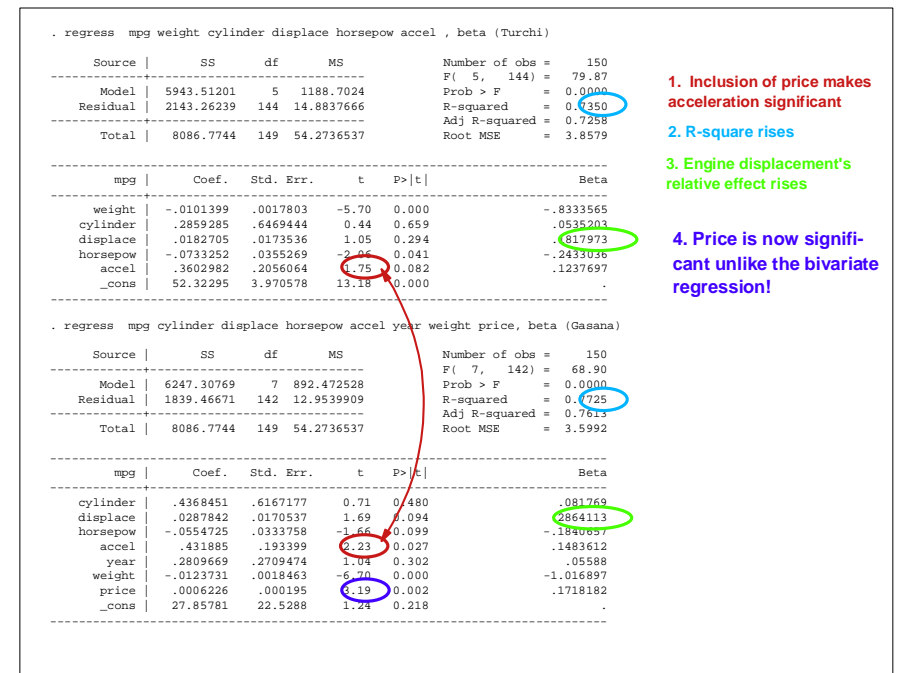 . regress mpg weight cylinder displace horsepow accel , beta (Turchi)
Source | SS df MS Number of obs = 150
---------+------------------------------ F( 5, 144) = 79.87
Model | 5943.51201 5 1188.7024 Prob > F = 0.0000
Residual | 2143.26239 144 14.8837666 R-squared = 0.7350
---------+------------------------------ Adj R-squared = 0.7258
Total | 8086.7744 149 54.2736537 Root MSE = 3.8579
------------------------------------------------------------------------------
mpg | Coef. Std. Err. t P>|t| Beta
---------+--------------------------------------------------------------------
weight | -.0101399 .0017803 -5.70 0.000 -.8333565
cylinder | .2859285 .6469444 0.44 0.659 .0535203
displace | .0182705 .0173536 1.05 0.294 .1817973
horsepow | -.0733252 .0355269 -2.06 0.041 -.2433036
accel | .3602982 .2056064 1.75 0.082 .1237697
_cons | 52.32295 3.970578 13.18 0.000 .
------------------------------------------------------------------------------
. regress mpg cylinder displace horsepow accel year weight price, beta (Gasana)
Source | SS df MS Number of obs = 150
---------+------------------------------ F( 7, 142) = 68.90
Model | 6247.30769 7 892.472528 Prob > F = 0.0000
Residual | 1839.46671 142 12.9539909 R-squared = 0.7725
---------+------------------------------ Adj R-squared = 0.7613
Total | 8086.7744 149 54.2736537 Root MSE = 3.5992
------------------------------------------------------------------------------
mpg | Coef. Std. Err. t P>|t| Beta
---------+--------------------------------------------------------------------
cylinder | .4368451 .6167177 0.71 0.480 .081769
displace | .0287842 .0170537 1.69 0.094 .2864113
horsepow | -.0554725 .0333758 -1.66 0.099 -.1840657
accel | .431885 .193399 2.23 0.027 .1483612
year | .2809669 .2709474 1.04 0.302 .05588
weight | -.0123731 .0018463 -6.70 0.000 -1.016897
price | .0006226 .000195 3.19 0.002 .1718182
_cons | 27.85781 22.5288 1.24 0.218 .
------------------------------------------------------------------------------
1. Inclusion of price makes
acceleration significant
2. R-square rises
3. Engine displacement's
relative effect rises
4. Price is now signifi-
cant unlike the bivariate
regression!